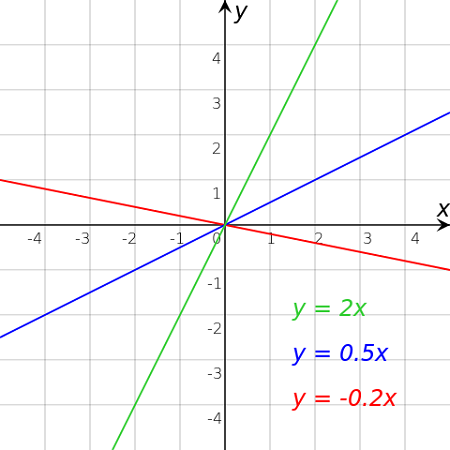 y
4
3
2
1
x
-4 -3 -2 -1 0 1 2 3 4
-1
y = 2x
-2
y = 0.5x
-3
y = -0.2x
-4